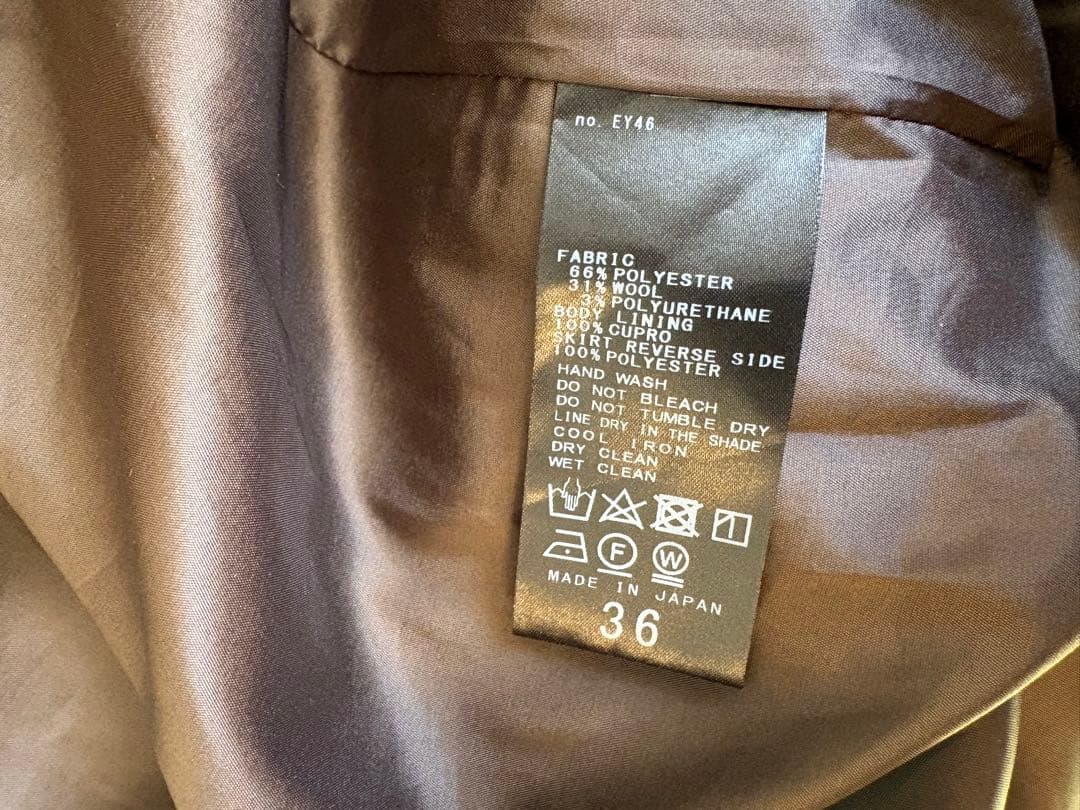 no. EY46
FABRIC
66% POLYESTER
31% WOOL
3% POLYURETHANE
BODY LINING
100% CUPRO
SKIRT REVERSE SIDE
100% POLYESTER
HAND WASH
DO NOT BLEACH
DO NOT TUMBLE DRY
LINE DRY IN THE SHADE
COOL IRON
DRY CLEAN
WET CLEAN
F W
MADE IN JAPAN
36